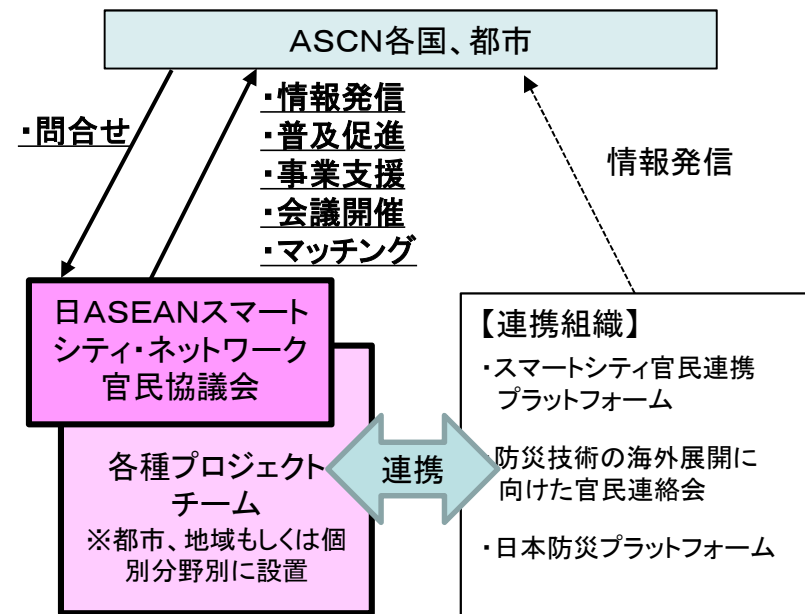 ASCN各国、都市
・問合せ
・情報発信
・普及促進
・事業支援
・会議開催
・マッチング
情報発信
日ASEANスマート
シティ・ネットワーク
官民協議会
各種プロジェクト
チーム
※都市、地域もしくは個
別分野別に設置
連携
【連携組織】
・スマートシティ官民連携
プラットフォーム
・防災技術の海外展開に
向けた官民連絡会
・日本防災プラットフォーム